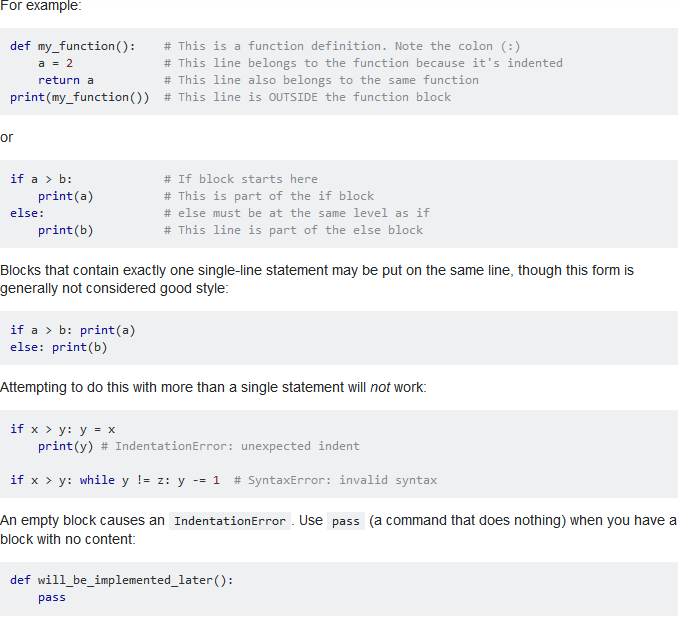 For example:
def my_function():    # This is a function definition. Note the colon (:)
    a = 2             # This line belongs to the function because it's indented
    return a          # This line also belongs to the same function
print(my_function())  # This line is OUTSIDE the function block
or
if a > b:             # If block starts here
    print(a)          # This is part of the if block
else:                 # else must be at the same level as if
    print(b)          # This line is part of the else block
Blocks that contain exactly one single-line statement may be put on the same line, though this form is
generally not considered good style:
if a > b: print(a)
else: print(b)
Attempting to do this with more than a single statement will not work:
if x > y: y = x
    print(y) # IndentationError: unexpected indent
if x > y: while y != z: y -= 1  # SyntaxError: invalid syntax
An empty block causes an IndentationError. Use pass (a command that does nothing) when you have a
block with no content:
def will_be_implemented_later():
    pass